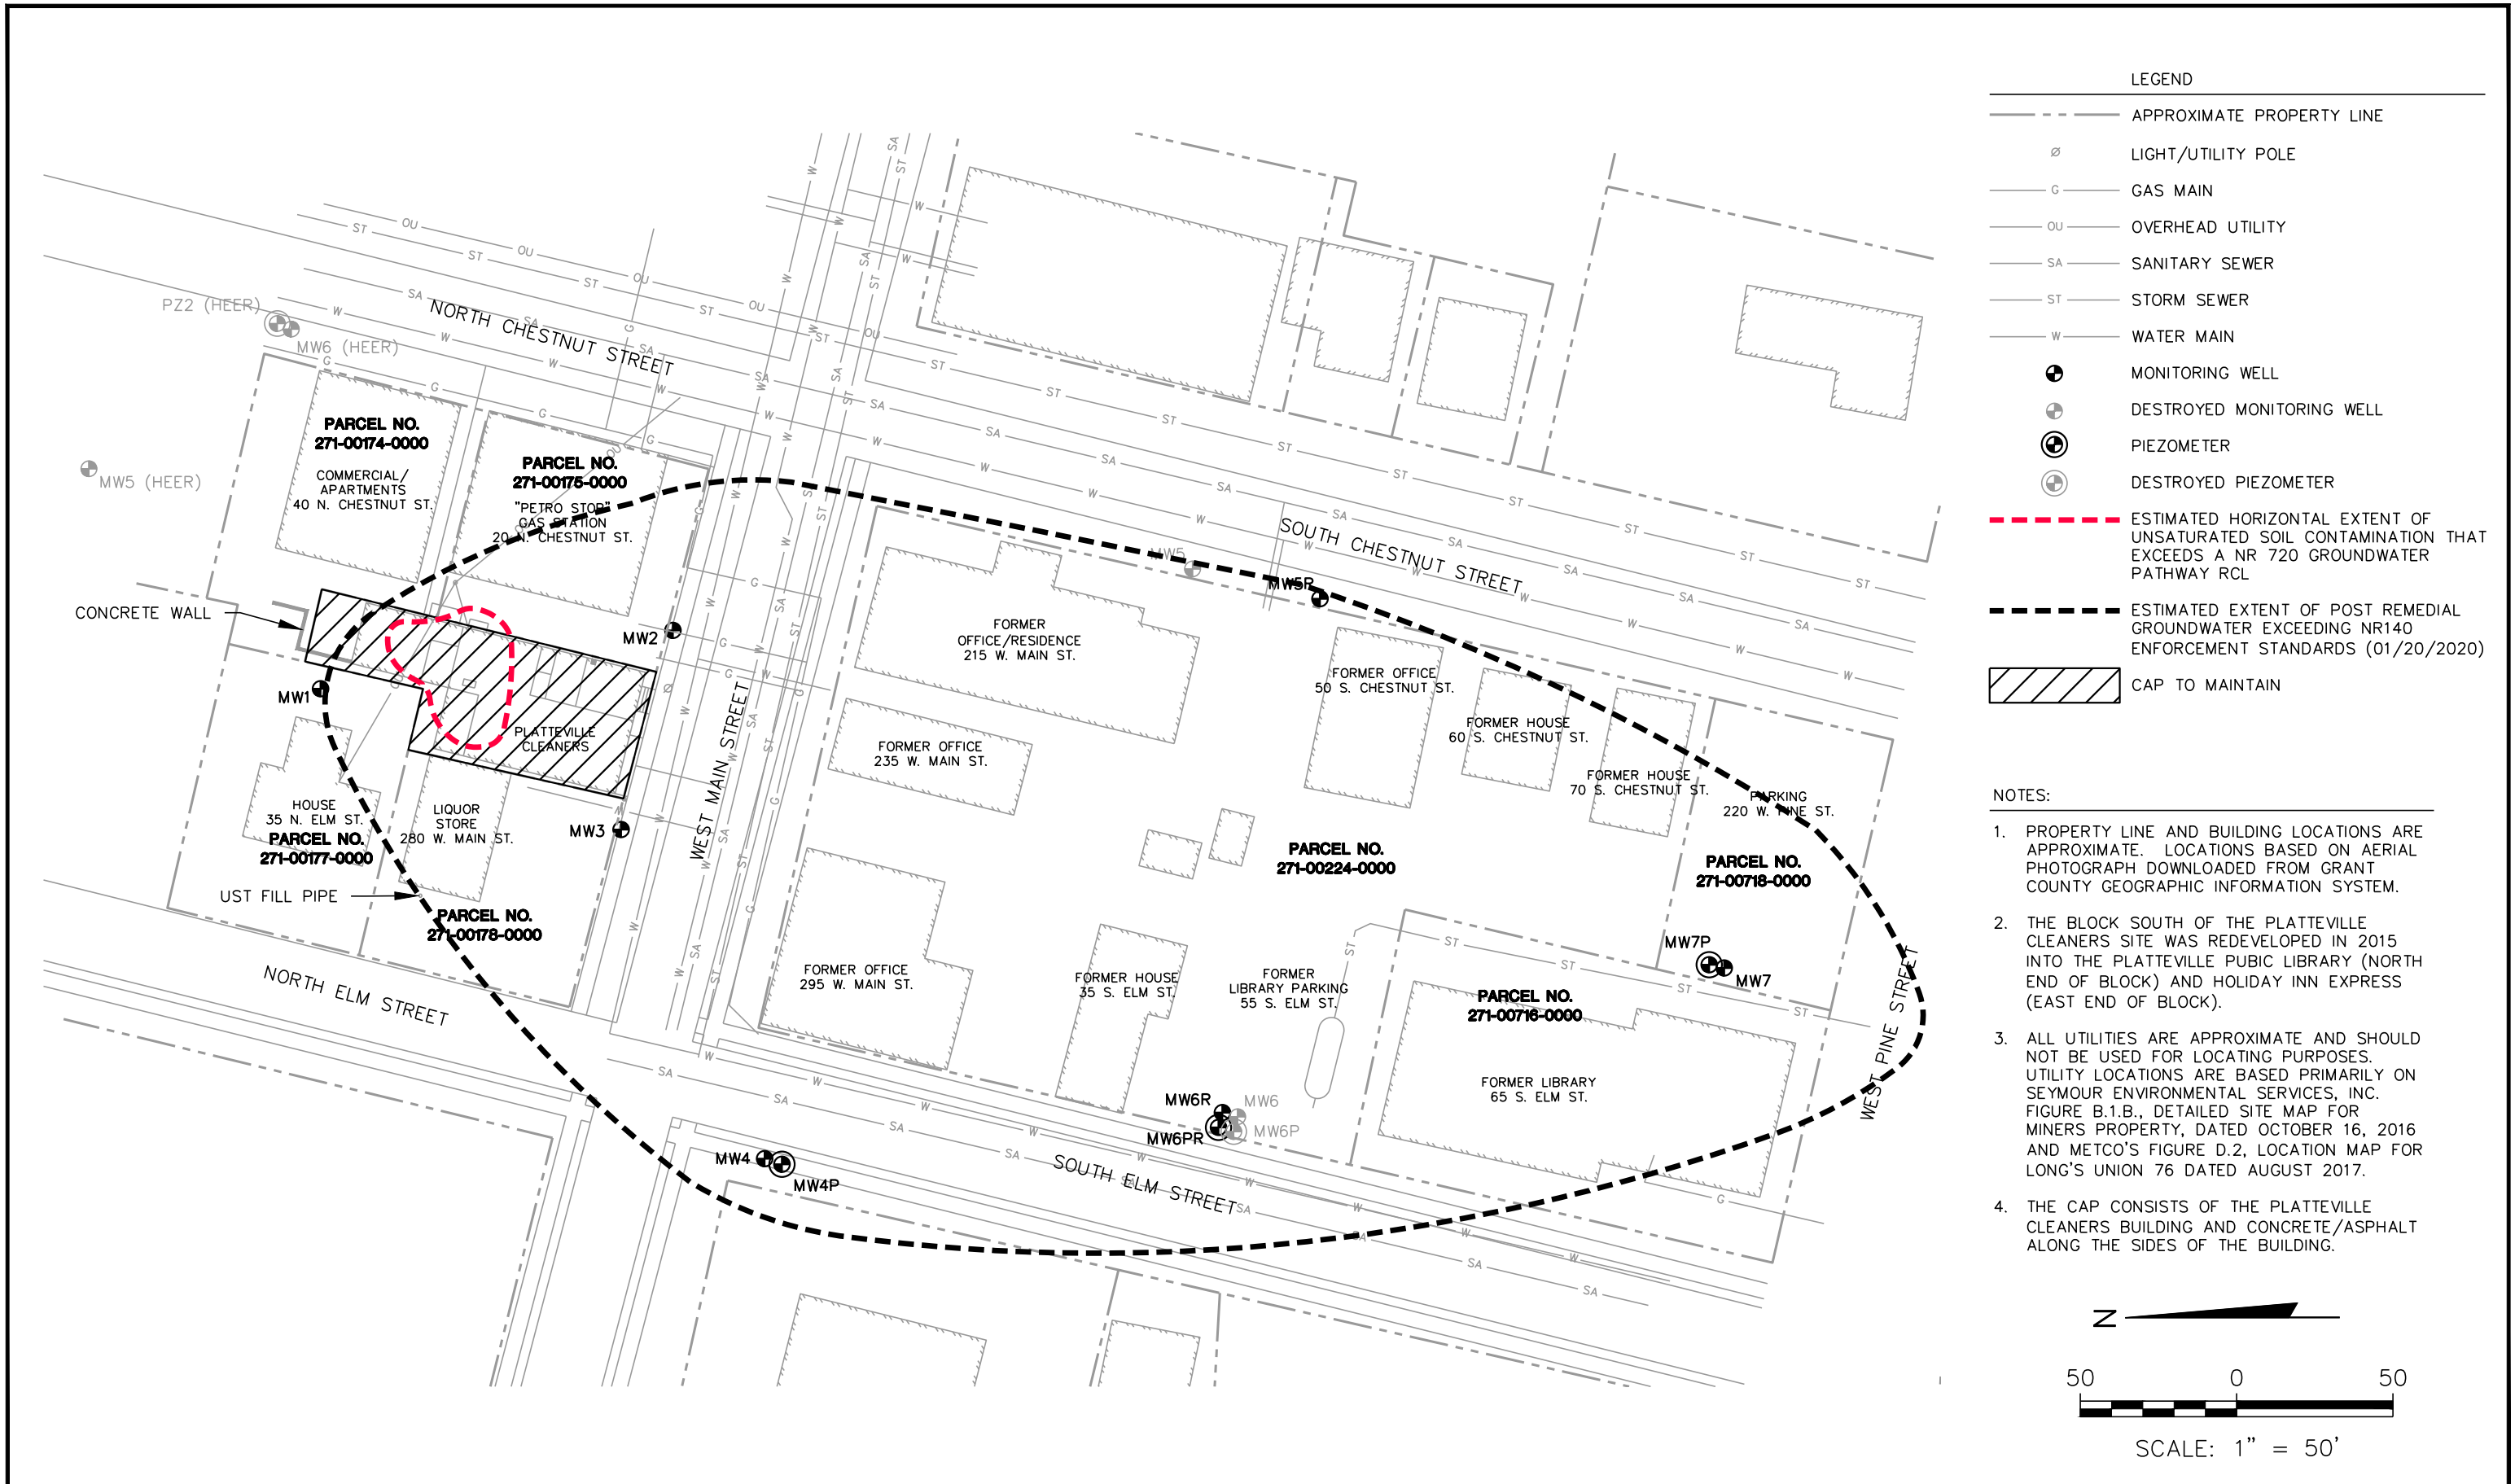 LEGEND
APPROXIMATE PROPERTY LINE
LIGHT/UTILITY POLE
G
GAS MAIN
OU
OVERHEAD UTILITY
SA
SANITARY SEWER
ST
STORM SEWER
W
WATER MAIN
MONITORING WELL
DESTROYED MONITORING WELL
PIEZOMETER
DESTROYED PIEZOMETER
ESTIMATED HORIZONTAL EXTENT OF
UNSATURATED SOIL CONTAMINATION THAT
EXCEEDS A NR 720 GROUNDWATER
PATHWAY RCL
ESTIMATED EXTENT OF POST REMEDIAL
GROUNDWATER EXCEEDING NR140
ENFORCEMENT STANDARDS (01/20/2020)
CAP TO MAINTAIN
NOTES:
1. PROPERTY LINE AND BUILDING LOCATIONS ARE
APPROXIMATE. LOCATIONS BASED ON AERIAL
PHOTOGRAPH DOWNLOADED FROM GRANT
COUNTY GEOGRAPHIC INFORMATION SYSTEM.
2. THE BLOCK SOUTH OF THE PLATTEVILLE
CLEANERS SITE WAS REDEVELOPED IN 2015
INTO THE PLATTEVILLE PUBIC LIBRARY (NORTH
END OF BLOCK) AND HOLIDAY INN EXPRESS
(EAST END OF BLOCK).
3. ALL UTILITIES ARE APPROXIMATE AND SHOULD
NOT BE USED FOR LOCATING PURPOSES.
UTILITY LOCATIONS ARE BASED PRIMARILY ON
SEYMOUR ENVIRONMENTAL SERVICES, INC.
FIGURE B.1.B., DETAILED SITE MAP FOR
MINERS PROPERTY, DATED OCTOBER 16, 2016
AND METCO'S FIGURE D.2, LOCATION MAP FOR
LONG'S UNION 76 DATED AUGUST 2017.
4. THE CAP CONSISTS OF THE PLATTEVILLE
CLEANERS BUILDING AND CONCRETE/ASPHALT
ALONG THE SIDES OF THE BUILDING.
N
50 0 50
SCALE: 1" = 50'
PZ2 (HEER)
MW6 (HEER)
MW5 (HEER)
NORTH CHESTNUT STREET
PARCEL NO.
271-00174-0000
COMMERCIAL/
APARTMENTS
40 N. CHESTNUT ST.
PARCEL NO.
271-00175-0000
"PETRO STOP"
GAS STATION
20 N. CHESTNUT ST.
CONCRETE WALL
MW1
MW2
PLATTEVILLE
CLEANERS
HOUSE
35 N. ELM ST.
PARCEL NO.
271-00177-0000
LIQUOR
STORE
280 W. MAIN ST.
MW3
UST FILL PIPE
PARCEL NO.
271-00178-0000
NORTH ELM STREET
WEST MAIN STREET
SOUTH CHESTNUT STREET
MW5
MW5R
FORMER
OFFICE/RESIDENCE
215 W. MAIN ST.
FORMER OFFICE
50 S. CHESTNUT ST.
FORMER HOUSE
60 S. CHESTNUT ST.
FORMER HOUSE
70 S. CHESTNUT ST.
PARKING
220 W. PINE ST.
FORMER OFFICE
235 W. MAIN ST.
PARCEL NO.
271-00224-0000
PARCEL NO.
271-00718-0000
FORMER OFFICE
295 W. MAIN ST.
FORMER HOUSE
35 S. ELM ST.
FORMER
LIBRARY PARKING
55 S. ELM ST.
PARCEL NO.
271-00716-0000
MW7P
MW7
WEST PINE STREET
FORMER LIBRARY
65 S. ELM ST.
MW6R
MW6
MW6PR
MW6P
MW4
MW4P
SOUTH ELM STREET